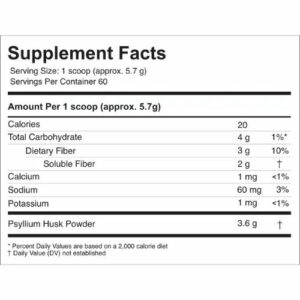 Supplement Facts
Serving Size: 1 scoop (approx. 5.7 g)
Servings Per Container 60
Amount Per 1 scoop (approx. 5.7g)
Calories 20
Total Carbohydrate 4 g 1%*
Dietary Fiber 3 g 10%
Soluble Fiber 2 g †
Calcium 1 mg <1%
Sodium 60 mg 3%
Potassium 1 mg <1%
Psyllium Husk Powder 3.6 g †
* Percent Daily Values are based on a 2,000 calorie diet
† Daily Value (DV) not established